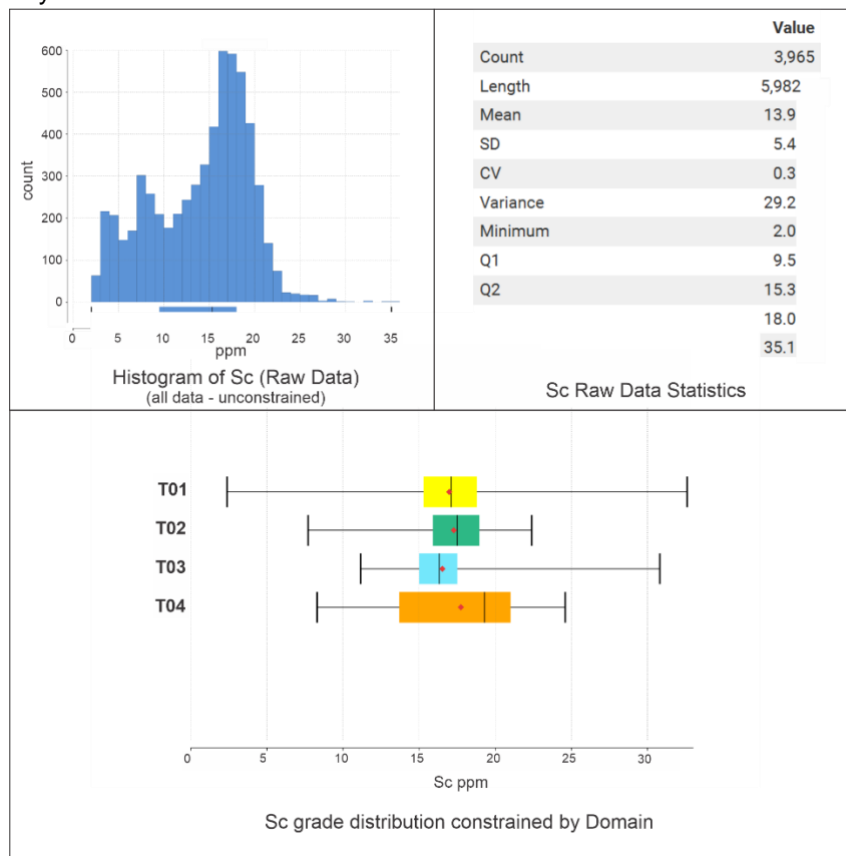 600
500
400
300
200
100
0
count
0 5 10 15 20 25 30 35
ppm
Histogram of Sc (Raw Data)
(all data - unconstrained)
Value
Count 3,965
Length 5,982
Mean 13.9
SD 5.4
CV 0.3
Variance 29.2
Minimum 2.0
Q1 9.5
Q2 15.3
18.0
35.1
Sc Raw Data Statistics
T01
T02
T03
T04
0 5 10 15 20 25 30
Sc ppm
Sc grade distribution constrained by Domain